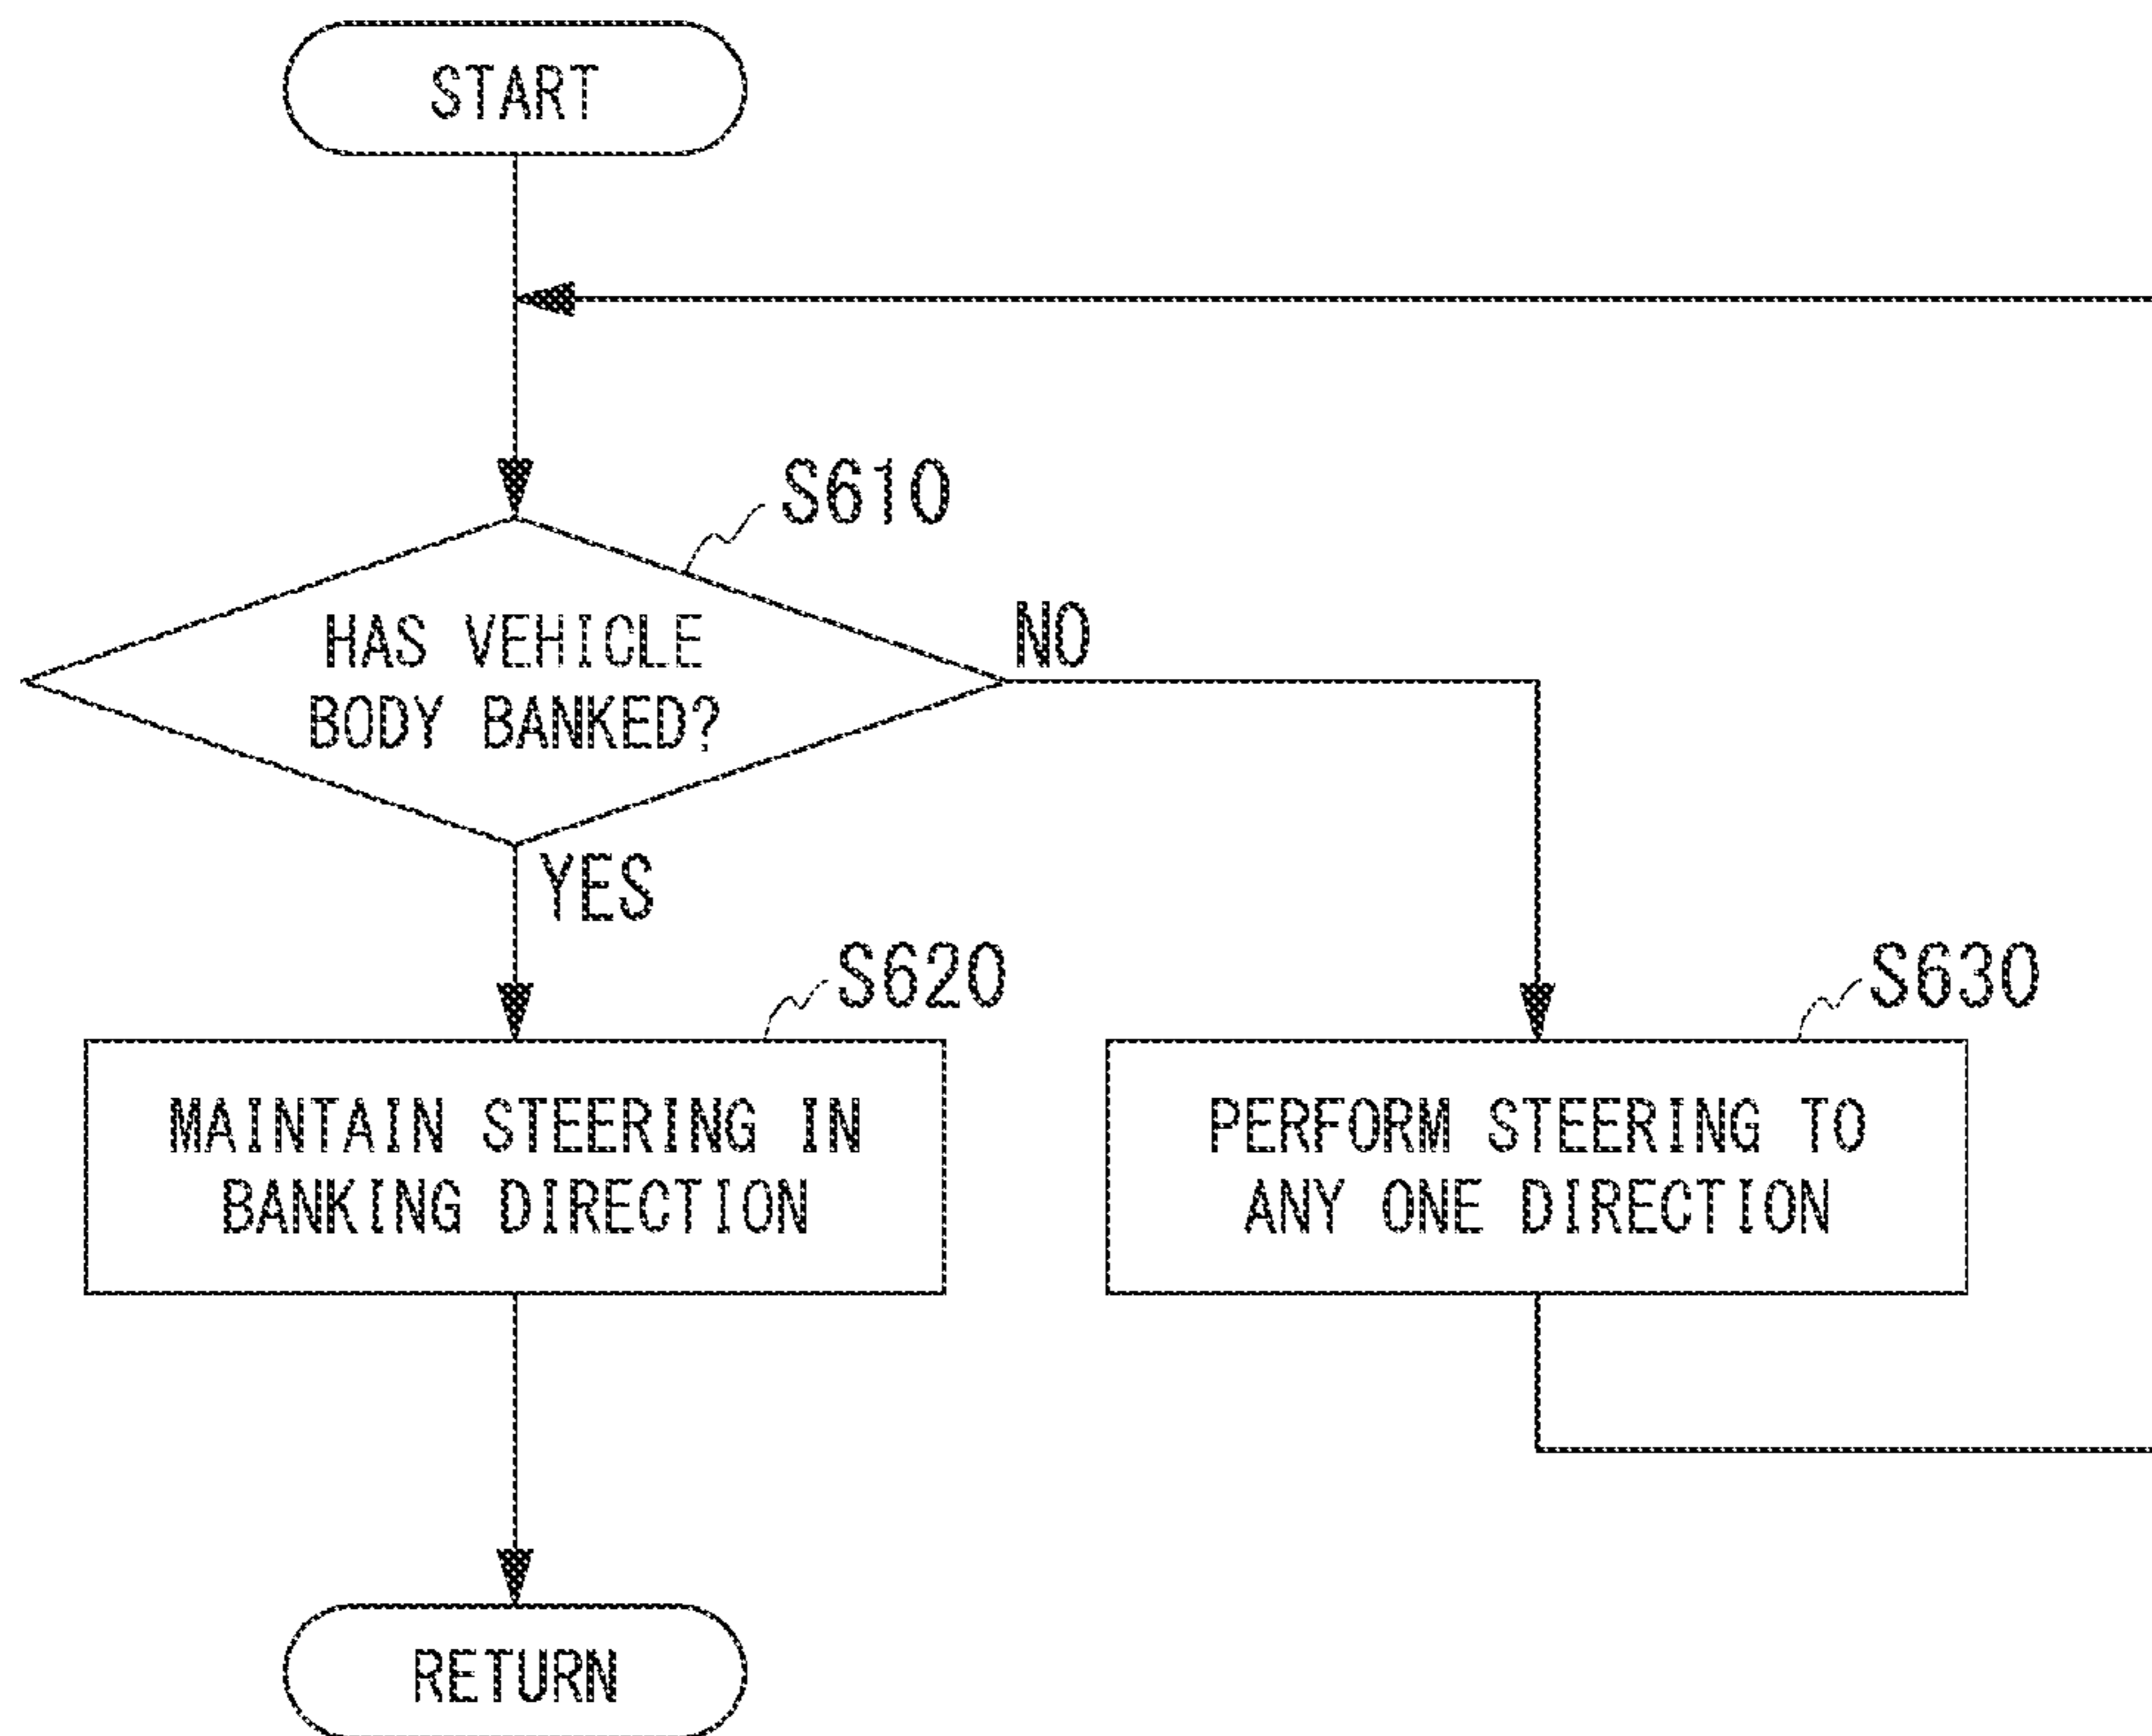 START
S610
HAS VEHICLE
BODY BANKED?
NO
YES
S620
MAINTAIN STEERING IN
BANKING DIRECTION
S630
PERFORM STEERING TO
ANY ONE DIRECTION
RETURN